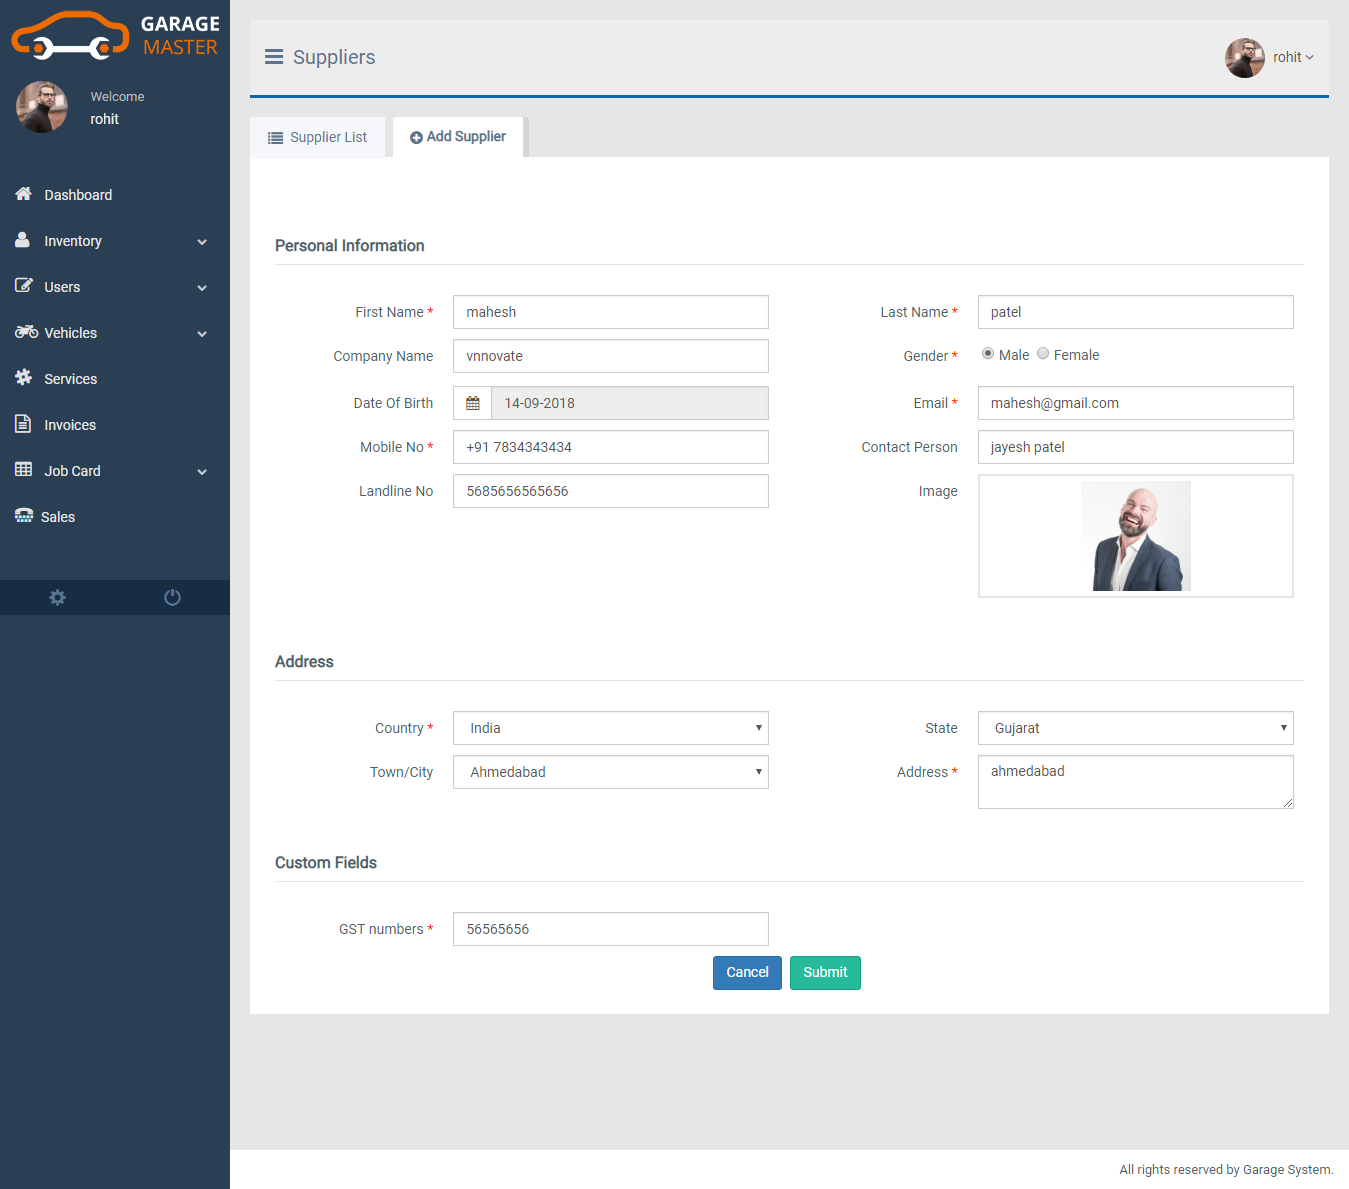 GARAGE
MASTER
Welcome
rohit
Dashboard
Inventory
Users
Vehicles
Services
Invoices
Job Card
Sales
Suppliers
rohit
Supplier List
Add Supplier
Personal Information
First Name * mahesh
Last Name * patel
Company Name vnnovate
Gender * Male Female
Date Of Birth 14-09-2018
Email * mahesh@gmail.com
Mobile No * +91 7834343434
Contact Person jayesh patel
Landline No 5685656565656
Image
Address
Country * India
State Gujarat
Town/City Ahmedabad
Address * ahmedabad
Custom Fields
GST numbers * 56565656
Cancel Submit
All rights reserved by Garage System.